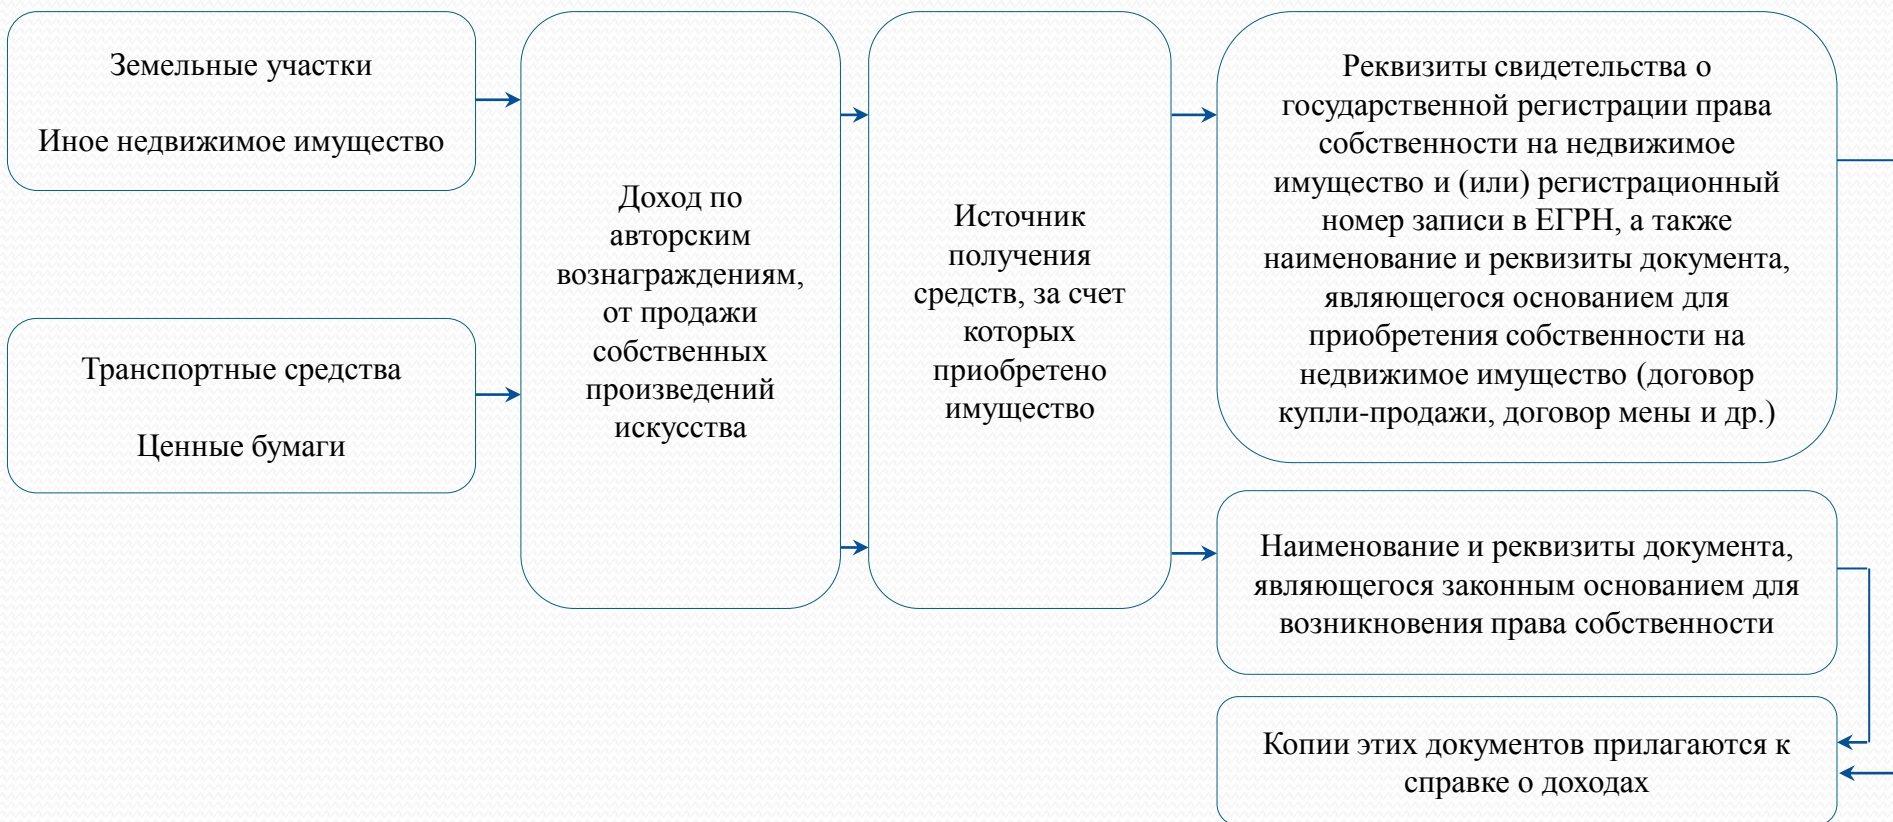 Земельные участки
Иное недвижимое имущество
Транспортные средства
Ценные бумаги
Доход по
авторским
вознаграждениям,
от продажи
собственных
произведений
искусства
Источник
получения
средств, за счет
которых
приобретено
имущество
Реквизиты свидетельства о
государственной регистрации права
собственности на недвижимое
имущество и (или) регистрационный
номер записи в ЕГРН, а также
наименование и реквизиты документа,
являющегося основанием для
приобретения собственности на
недвижимое имущество (договор
купли-продажи, договор мены и др.)
Наименование и реквизиты документа,
являющегося законным основанием для
возникновения права собственности
Копии этих документов прилагаются к
справке о доходах